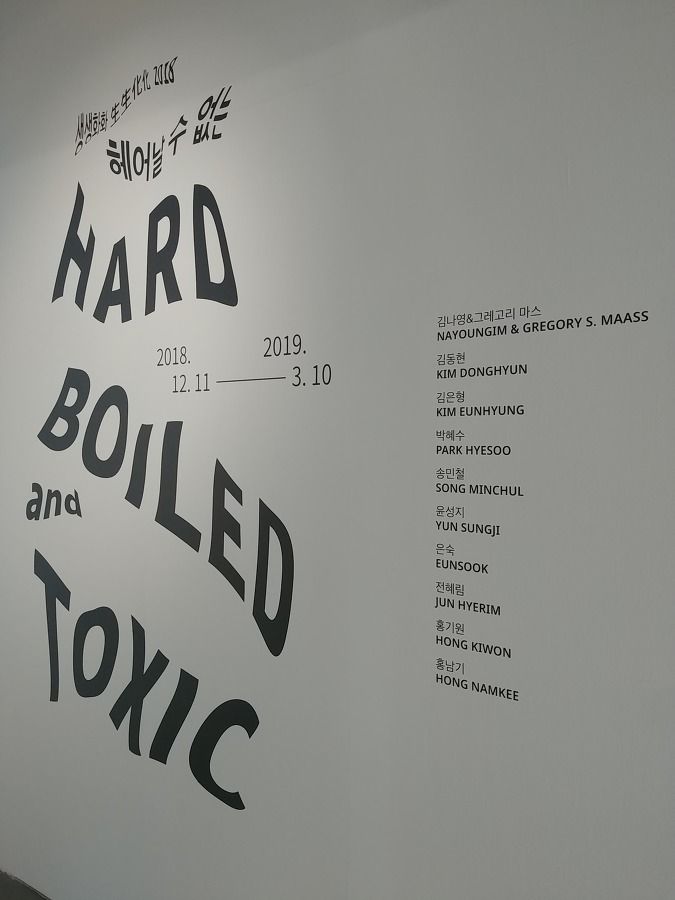 생생화화 生生化化 2018
헤어날 수 없는
HARD
2018.
12. 11
2019.
3. 10
BOILED
and
TOXIC
김나영&그레고리 마스
NAYOUNGIM & GREGORY S. MAASS
김동현
KIM DONGHYUN
김은형
KIM EUNHYUNG
박혜수
PARK HYESOO
송민철
SONG MINCHUL
윤성지
YUN SUNGJI
은숙
EUNSOOK
전혜림
JUN HYERIM
홍기원
HONG KIWON
홍남기
HONG NAMKEE